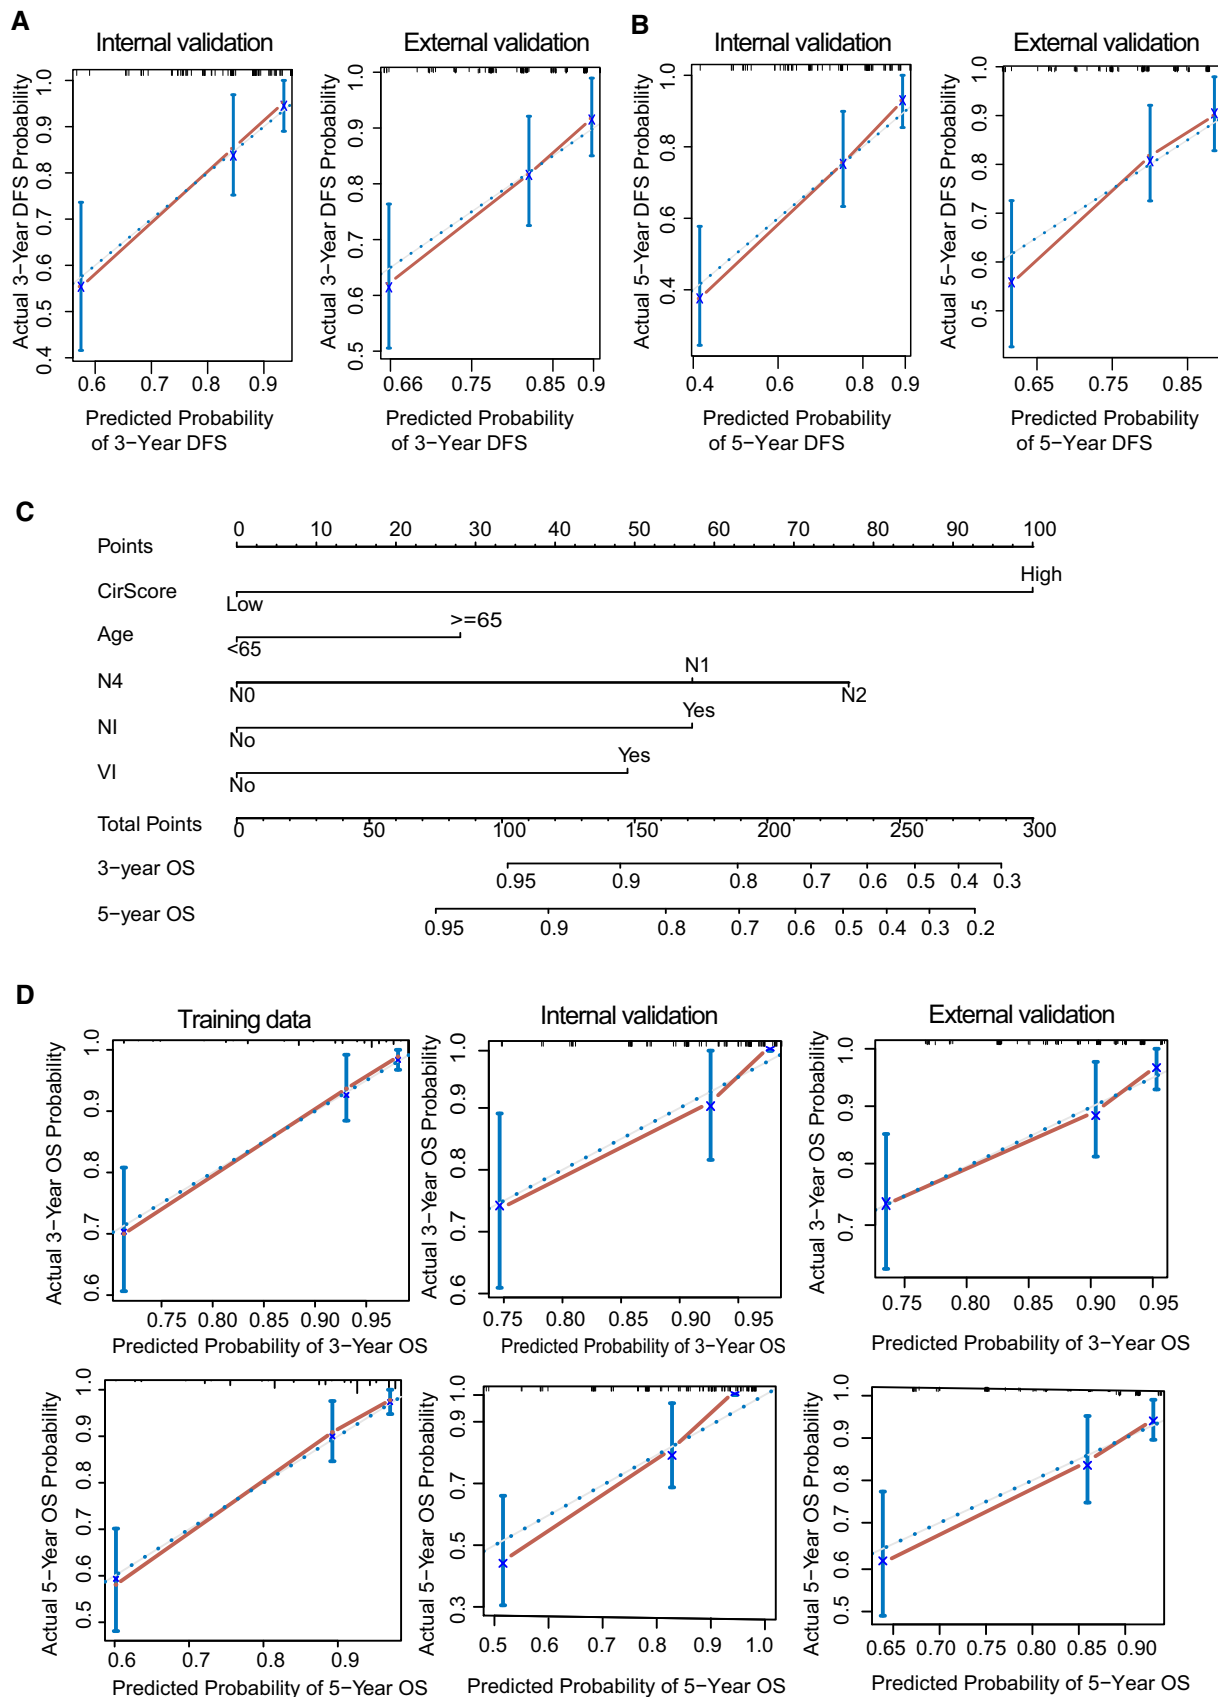 A
B
Internal validation
External validation
Internal validation
External validation
Actual 3−Year DFS Probability
0.4 0.5 0.6 0.7 0.8 0.9 1.0
0.6 0.7 0.8 0.9
Predicted Probability
of 3−Year DFS
Actual 3−Year DFS Probability
0.5 0.6 0.7 0.8 0.9 1.0
0.66 0.75 0.85 0.9
Predicted Probability
of 3−Year DFS
Actual 5−Year DFS Probability
0.4 0.6 0.8 1.0
0.4 0.6 0.8 0.9
Predicted Probability
of 5−Year DFS
Actual 5−Year DFS Probability
0.5 0.6 0.7 0.8 0.9 1.0
0.65 0.75 0.85
Predicted Probability
of 5−Year DFS
C
Points
0 10 20 30 40 50 60 70 80 90 100
CirScore
Low
High
Age
<65
>=65
N4
N0
N1
N2
NI
No
Yes
VI
No
Yes
Total Points
0 50 100 150 200 250 300
3−year OS
0.95 0.9 0.8 0.7 0.6 0.5 0.4 0.3
5−year OS
0.95 0.9 0.8 0.7 0.6 0.5 0.4 0.3 0.2
D
Training data
Internal validation
External validation
Actual 3−Year OS Probability
0.6 0.7 0.8 0.9 1.0
0.75 0.85 0.90 0.95
Predicted Probability of 3−Year OS
Actual 3−Year OS Probability
0.6 0.7 0.8 0.9 1.0
0.75 0.80 0.85 0.90 0.95
Predicted Probability of 3−Year OS
Actual 3−Year OS Probability
0.7 0.8 0.9 1.0
0.75 0.80 0.85 0.90 0.95
Predicted Probability of 3−Year OS
Actual 5−Year OS Probability
0.5 0.6 0.7 0.8 0.9 1.0
0.6 0.7 0.8 0.9
Predicted Probability of 5−Year OS
Actual 5−Year OS Probability
0.3 0.5 0.7 0.9 1.0
0.5 0.6 0.7 0.8 0.9 1.0
Predicted Probability of 5−Year OS
Actual 5−Year OS Probability
0.5 0.6 0.7 0.8 0.9 1.0
0.65 0.70 0.75 0.80 0.85 0.90
Predicted Probability of 5−Year OS